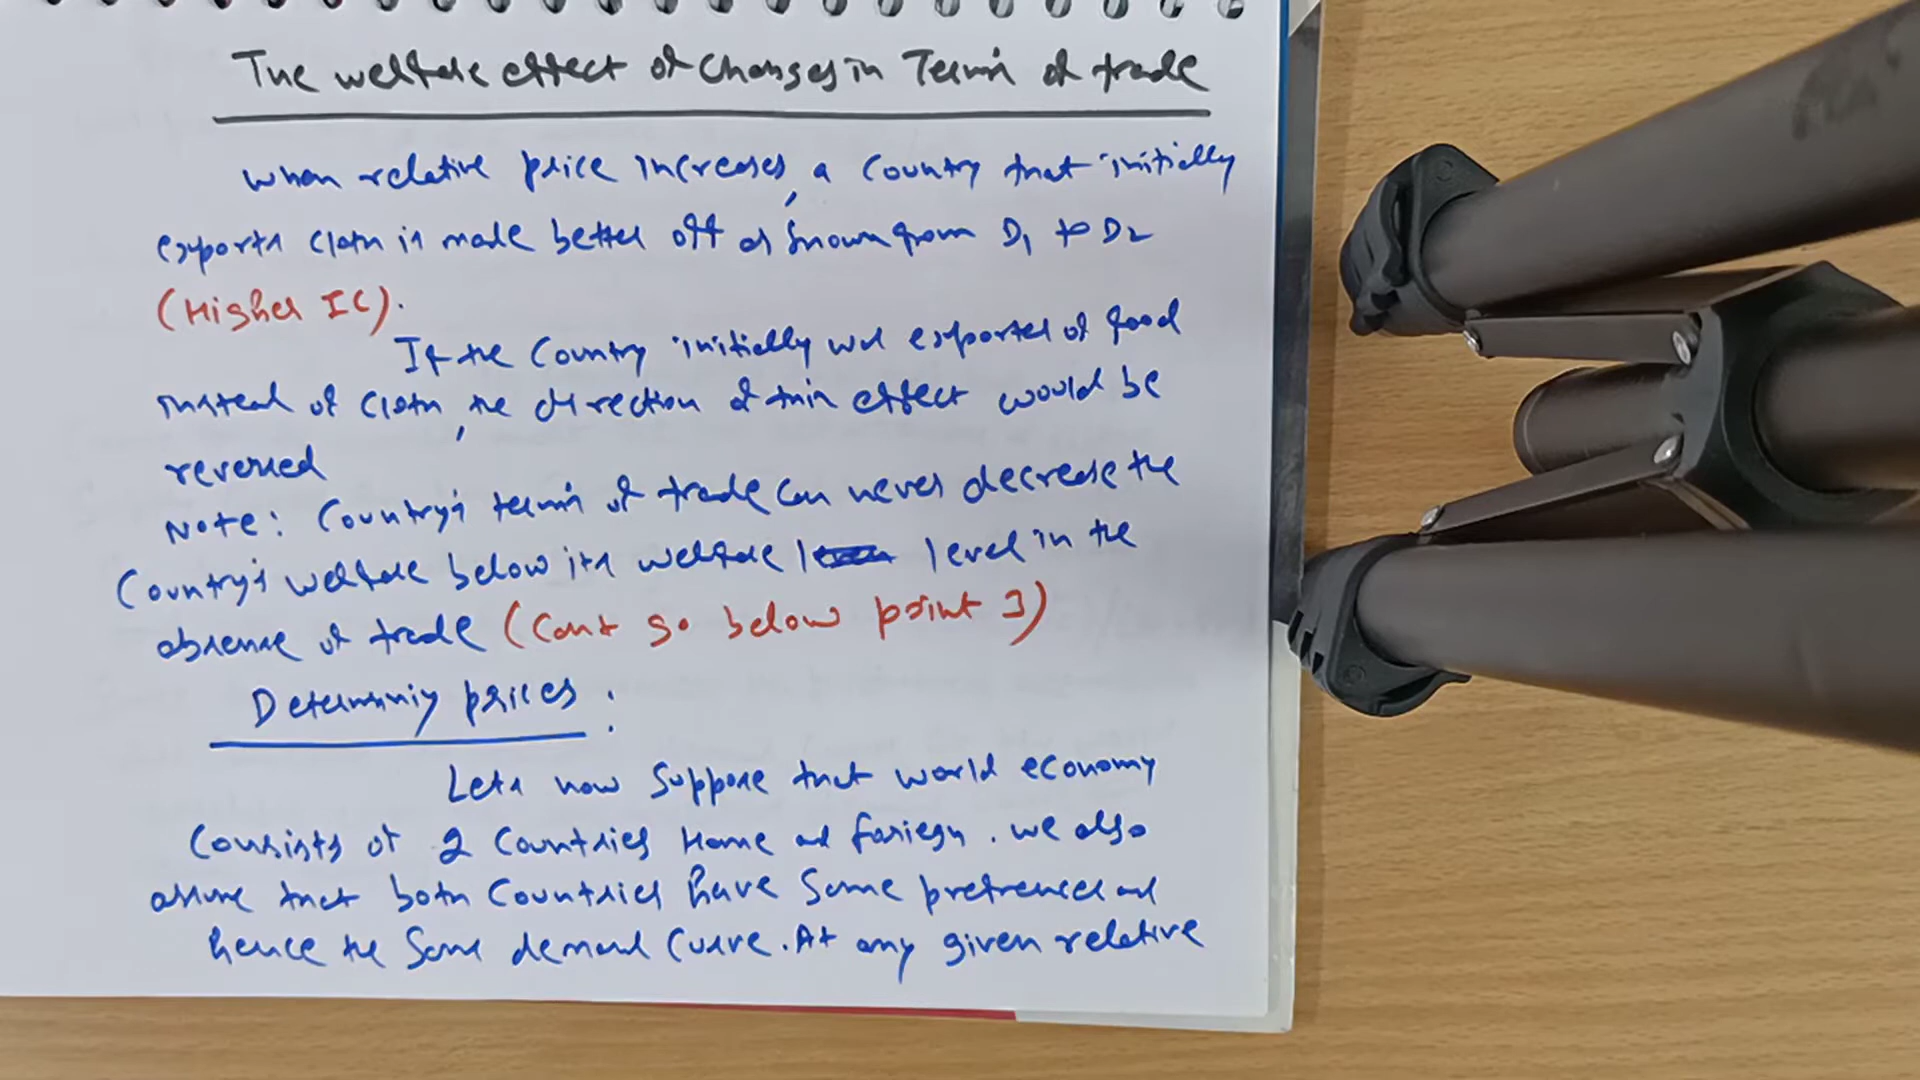 The welfare effect of changes in Terms of trade
When relative price increases, a country that initially
exports cloth is made better off as shown from D1 to D2
(Higher IC).
If the country initially was exporter of food
instead of cloth, the direction of this effect would be
reversed
Note: Country's terms of trade can never decrease the
Country's welfare below its welfare level in the
absence of trade (Cant go below point 3)
Determining prices :
Lets now suppose that world economy
consists of 2 countries Home and foriegn. We also
assume that both countries have same prefrences and
hence the same demand curve. At any given relative